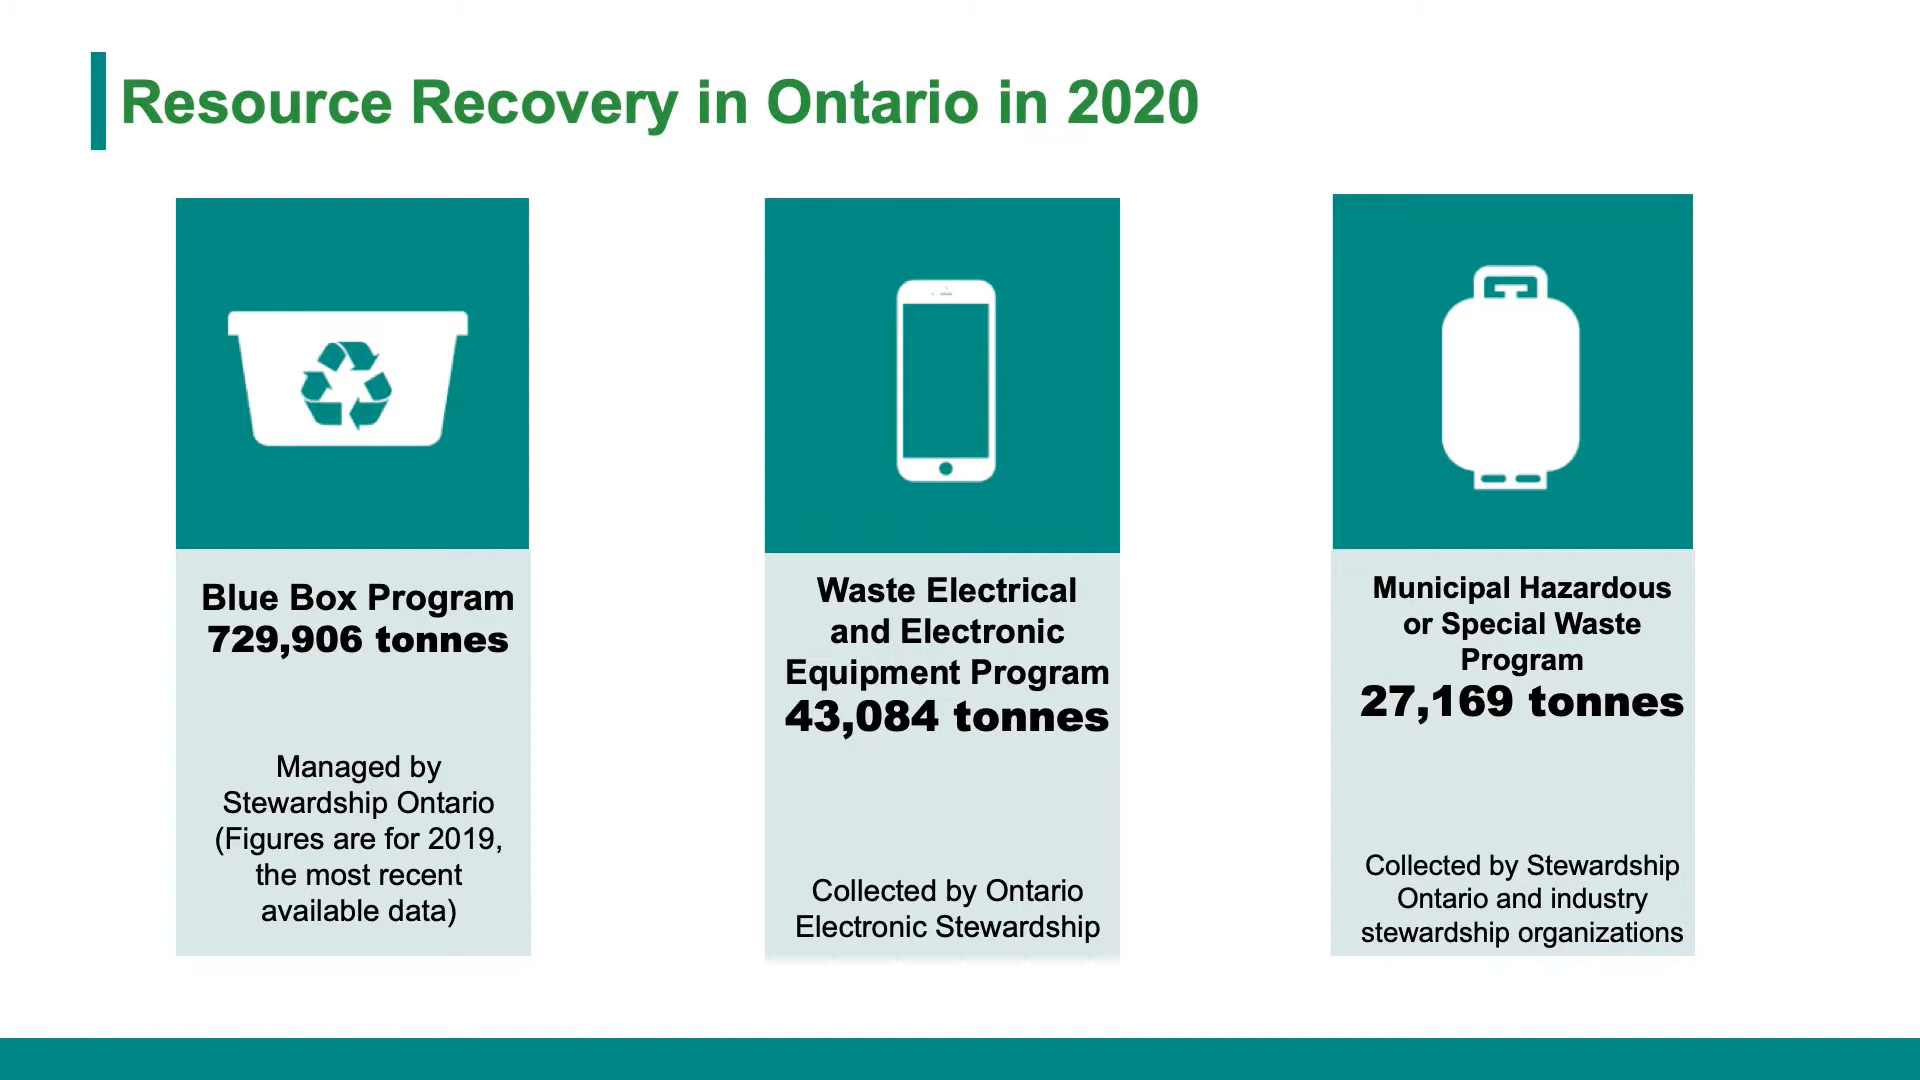 Resource Recovery in Ontario in 2020
Blue Box Program
729,906 tonnes
Managed by
Stewardship Ontario
(Figures are for 2019,
the most recent
available data)
Waste Electrical
and Electronic
Equipment Program
43,084 tonnes
Collected by Ontario
Electronic Stewardship
Municipal Hazardous
or Special Waste
Program
27,169 tonnes
Collected by Stewardship
Ontario and industry
stewardship organizations